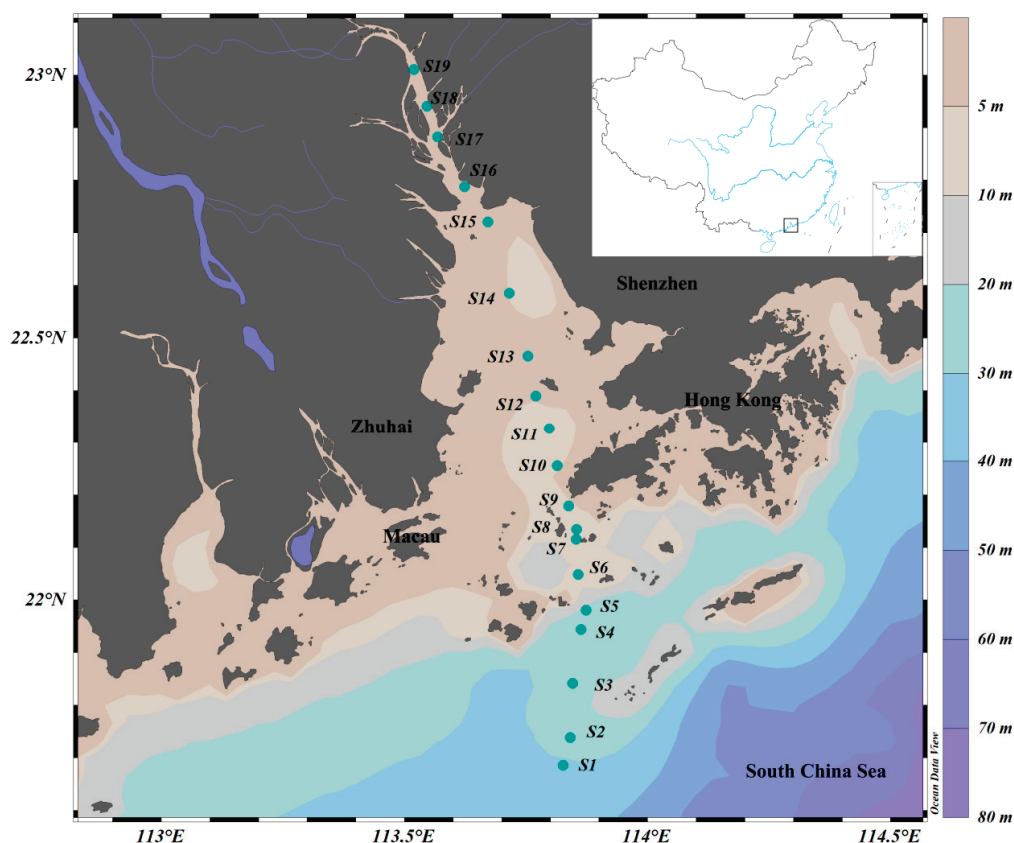 23°N
22.5°N
22°N
113°E
113.5°E
114°E
114.5°E
S19
S18
S17
S16
S15
S14
S13
S12
S11
S10
S9
S8
S7
S6
S5
S4
S3
S2
S1
Shenzhen
Hong Kong
Zhuhai
Macau
South China Sea
Ocean Data View
5 m
10 m
20 m
30 m
40 m
50 m
60 m
70 m
80 m